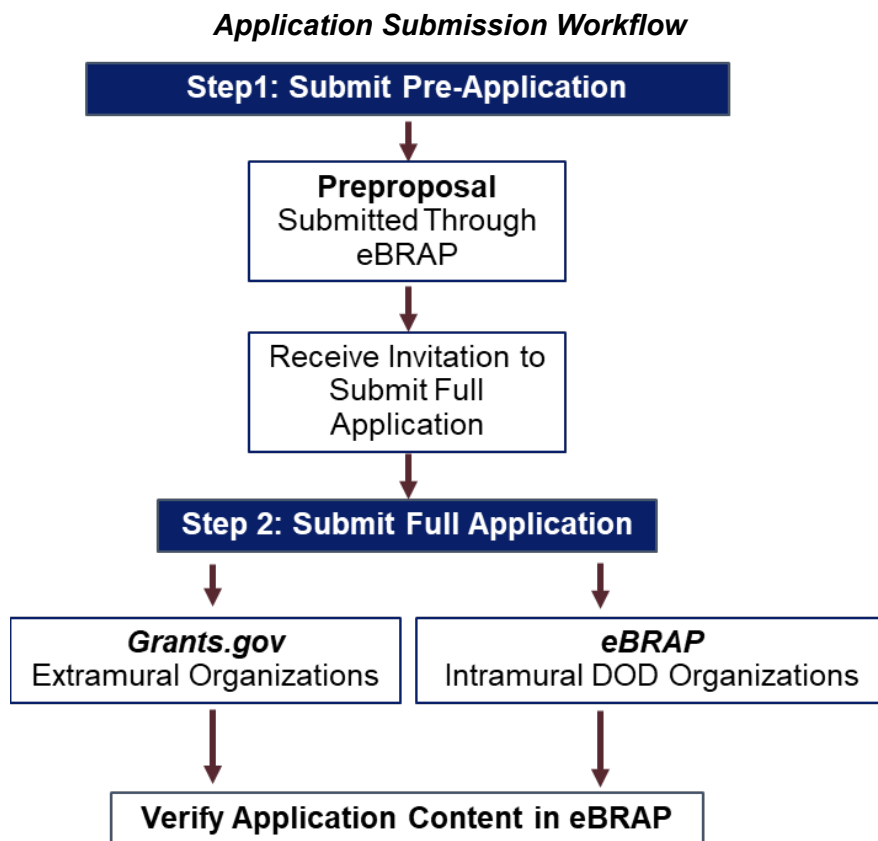 Application Submission Workflow
Step1: Submit Pre-Application
Preproposal
Submitted Through
eBRAP
Receive Invitation to
Submit Full
Application
Step 2: Submit Full Application
Grants.gov
Extramural Organizations
eBRAP
Intramural DOD Organizations
Verify Application Content in eBRAP